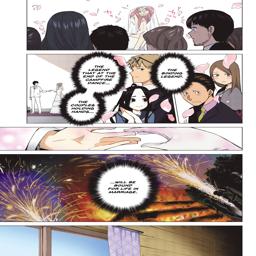 THE BINDING
LEGEND.
THE
LEGEND
THAT AT THE
END OF THE
CAMPFIRE
DANCE...
THE
COUPLES
HOLDING
HANDS...
...WILL BE
BOUND
FOR LIFE IN
MARRIAGE.